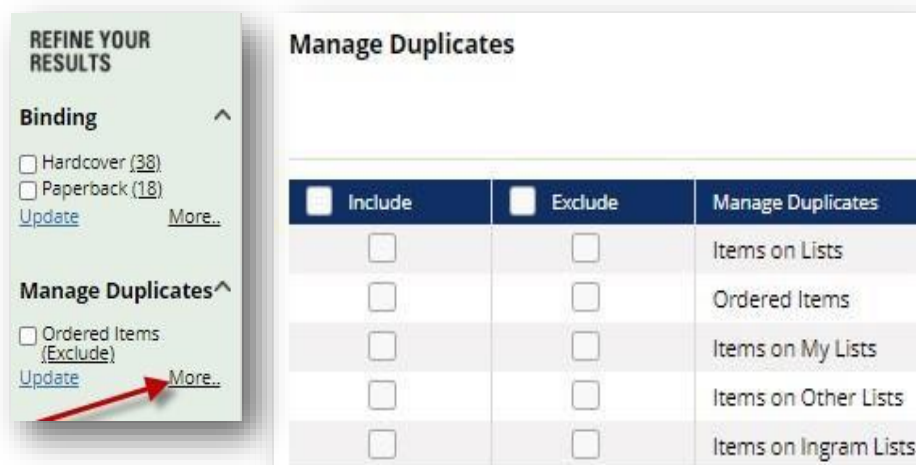 REFINE YOUR
RESULTS
Binding
Hardcover (38)
Paperback (18)
Update More..
Manage Duplicates
Ordered Items
(Exclude)
Update More..
Manage Duplicates
Include Exclude Manage Duplicates
Items on Lists
Ordered Items
Items on My Lists
Items on Other Lists
Items on Ingram Lists